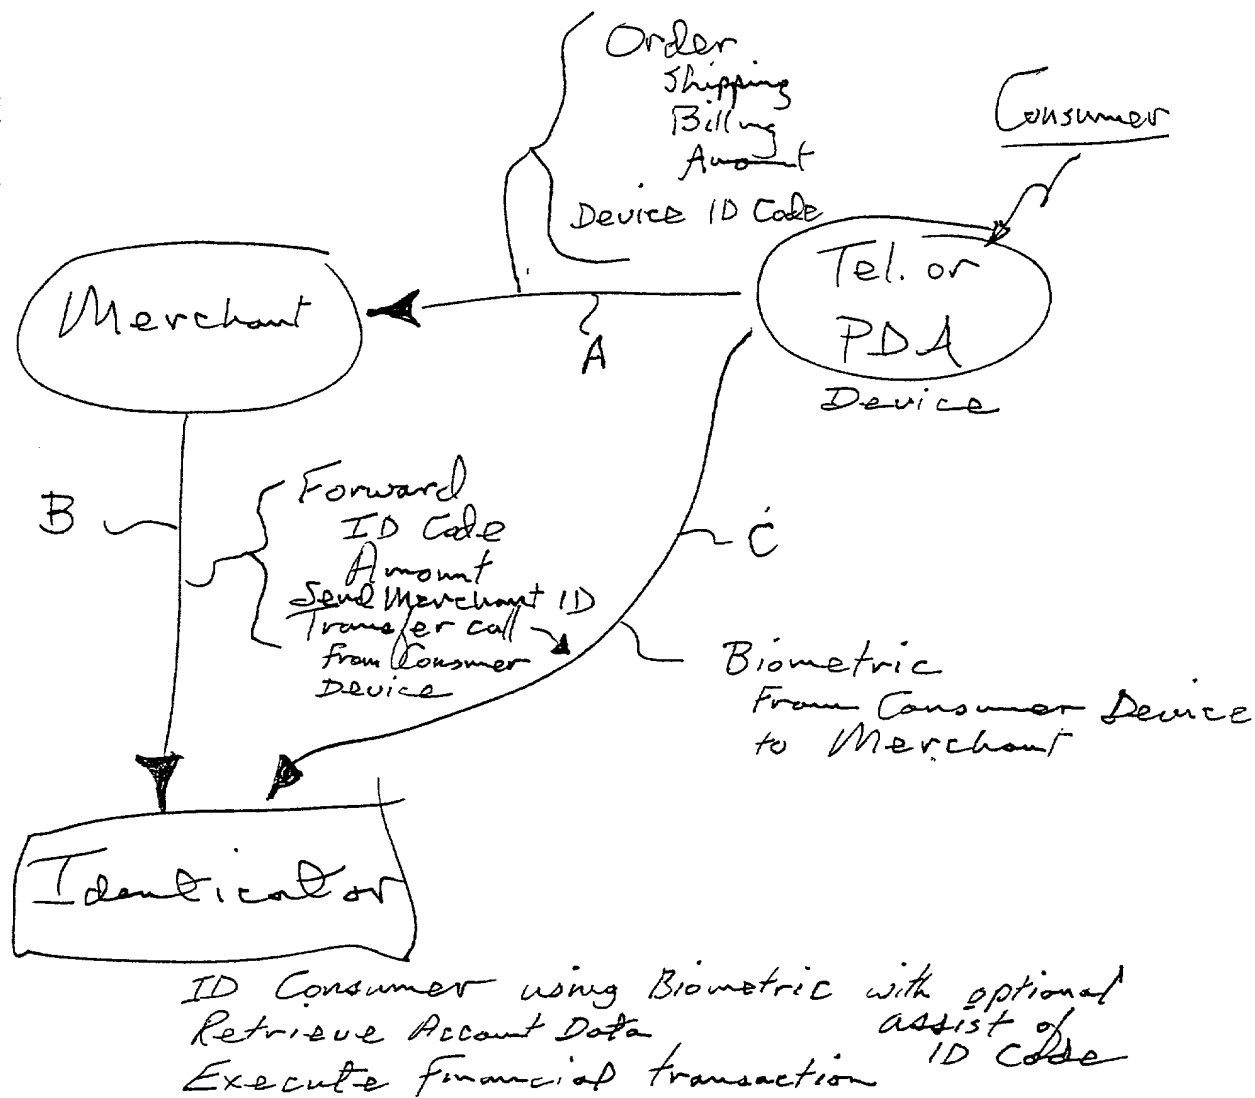 Order
Shipping
Billing
Amount
Device ID Code
Consumer
Tel. or
PDA
Device
Merchant
A
B
Forward
ID Code
Amount
Send Merchant ID
Transfer call
from Consumer
Device
C
Biometric
From Consumer Device
to Merchant
Identicator
ID Consumer using Biometric with optional
assist of
ID Code
Retrieve Account Data
Execute Financial transaction